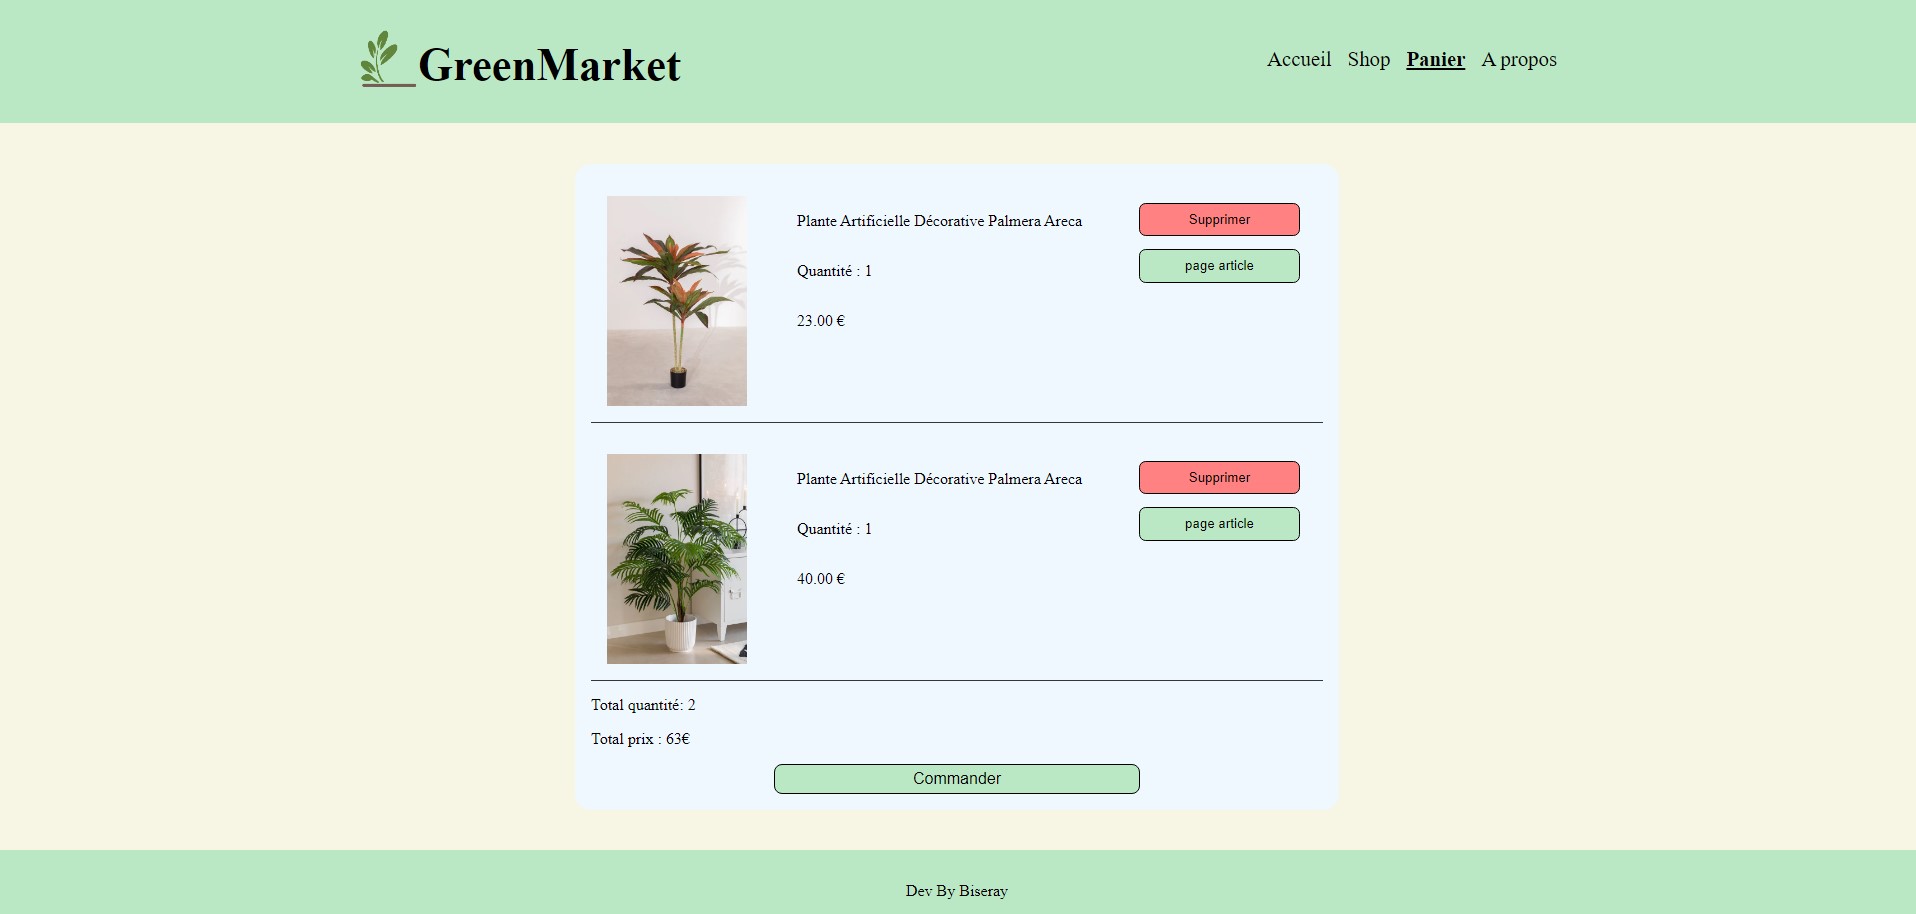 GreenMarket
Accueil Shop Panier A propos
Plante Artificielle Décorative Palmera Areca
Quantité : 1
23.00 €
Supprimer
page article
Plante Artificielle Décorative Palmera Areca
Quantité : 1
40.00 €
Supprimer
page article
Total quantité: 2
Total prix : 63€
Commander
Dev By Biseray